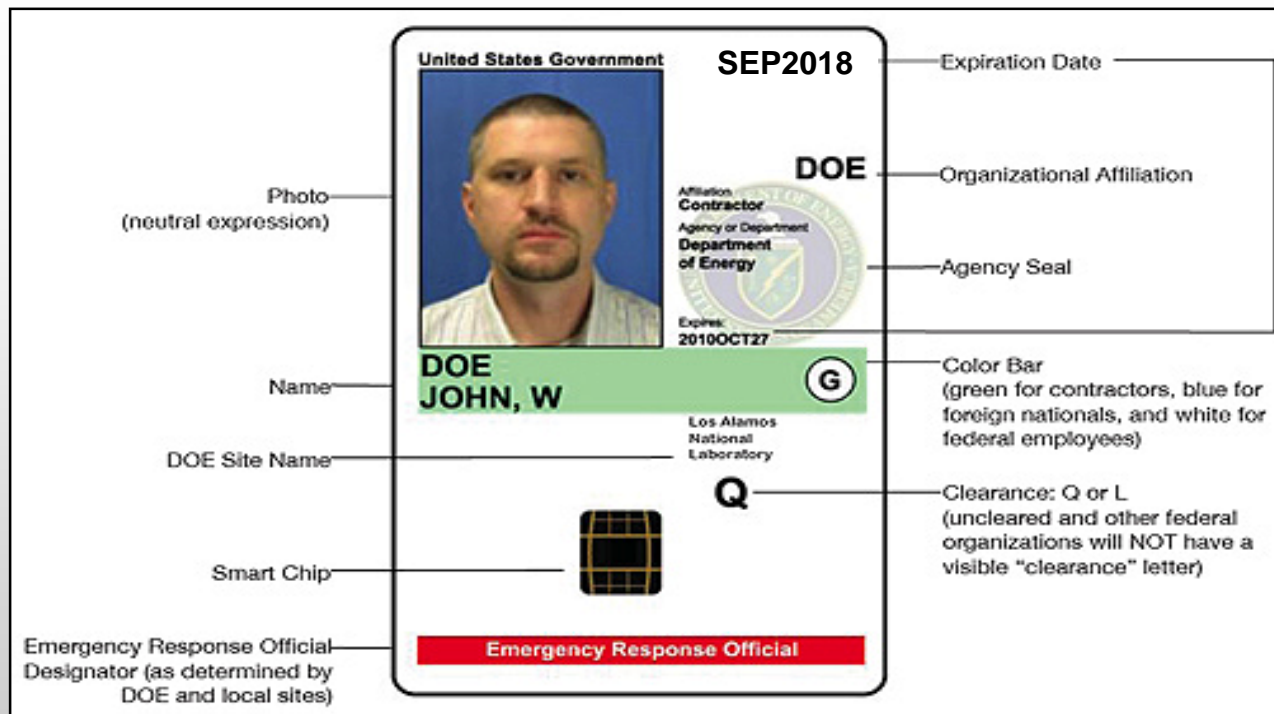 United States Government
SEP2018
Expiration Date
DOE
Organizational Affiliation
Photo
(neutral expression)
Affiliation
Contractor
Agency or Department
Department
of Energy
Agency Seal
Expires:
2010OCT27
DOE
JOHN, W
G
Name
Color Bar
(green for contractors, blue for
foreign nationals, and white for
federal employees)
Los Alamos
National
Laboratory
DOE Site Name
Q
Clearance: Q or L
(uncleared and other federal
organizations will NOT have a
visible “clearance” letter)
Smart Chip
Emergency Response Official
Designator (as determined by
DOE and local sites)
Emergency Response Official